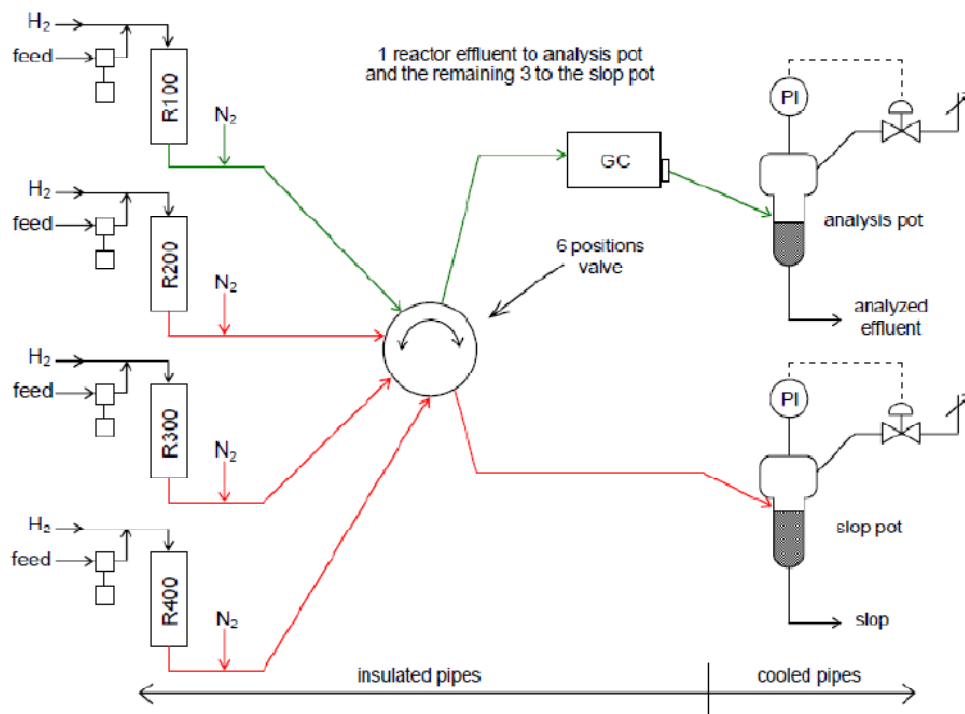 H₂
feed
R100
N₂
1 reactor effluent to analysis pot
and the remaining 3 to the slop pot
PI
GC
analysis pot
H₂
feed
R200
N₂
6 positions
valve
analyzed
effluent
H₂
feed
R300
N₂
PI
slop pot
H₂
feed
R400
N₂
slop
insulated pipes
cooled pipes